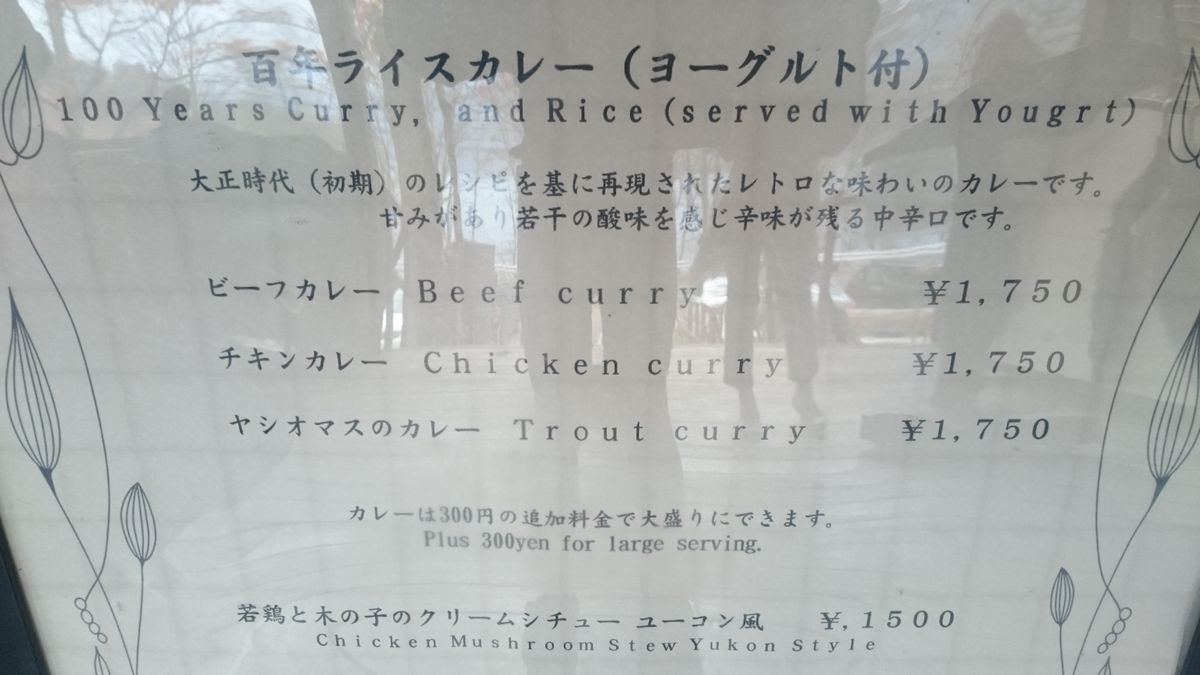 百年ライスカレー（ヨーグルト付）
100 Years Curry, and Rice (served with Yougrt)
大正時代（初期）のレシピを基に再現されたレトロな味わいのカレーです。
甘みがあり若干の酸味を感じ辛味が残る中辛口です。
ビーフカレー Beef curry ¥1,750
チキンカレー Chicken curry ¥1,750
ヤシオマスのカレー Trout curry ¥1,750
カレーは300円の追加料金で大盛りにできます。
Plus 300yen for large serving.
若鶏と木の子のクリームシチュー ユーコン風 ¥,1500
Chicken Mushroom Stew Yukon Style